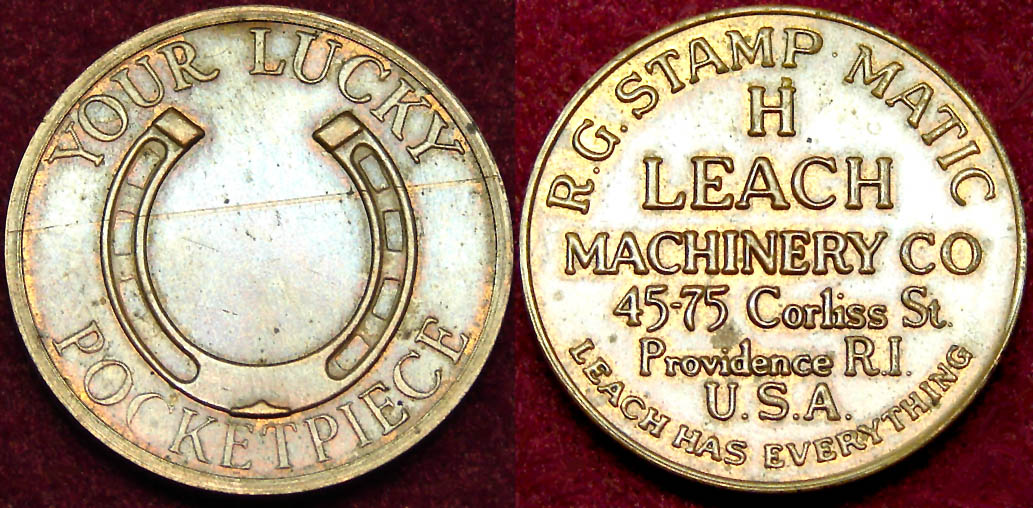 YOUR LUCKY
POCKETPIECE
R.G. STAMP MATIC
H
LEACH
MACHINERY CO
45-75 Corliss St.
Providence R.I.
U.S.A.
LEACH HAS EVERYTHING